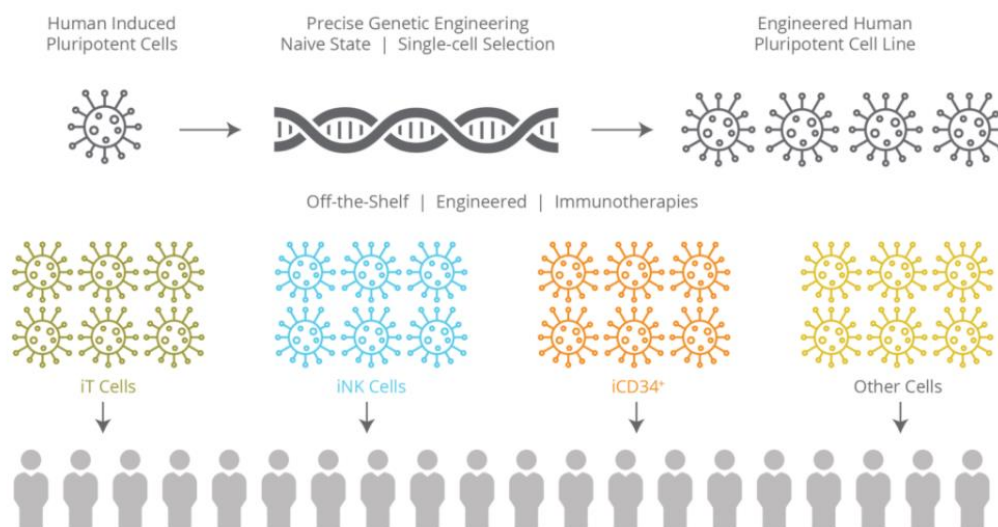 Human Induced
Pluripotent Cells
Precise Genetic Engineering
Naive State | Single-cell Selection
Engineered Human
Pluripotent Cell Line
Off-the-Shelf | Engineered | Immunotherapies
iT Cells
iNK Cells
iCD34⁺
Other Cells